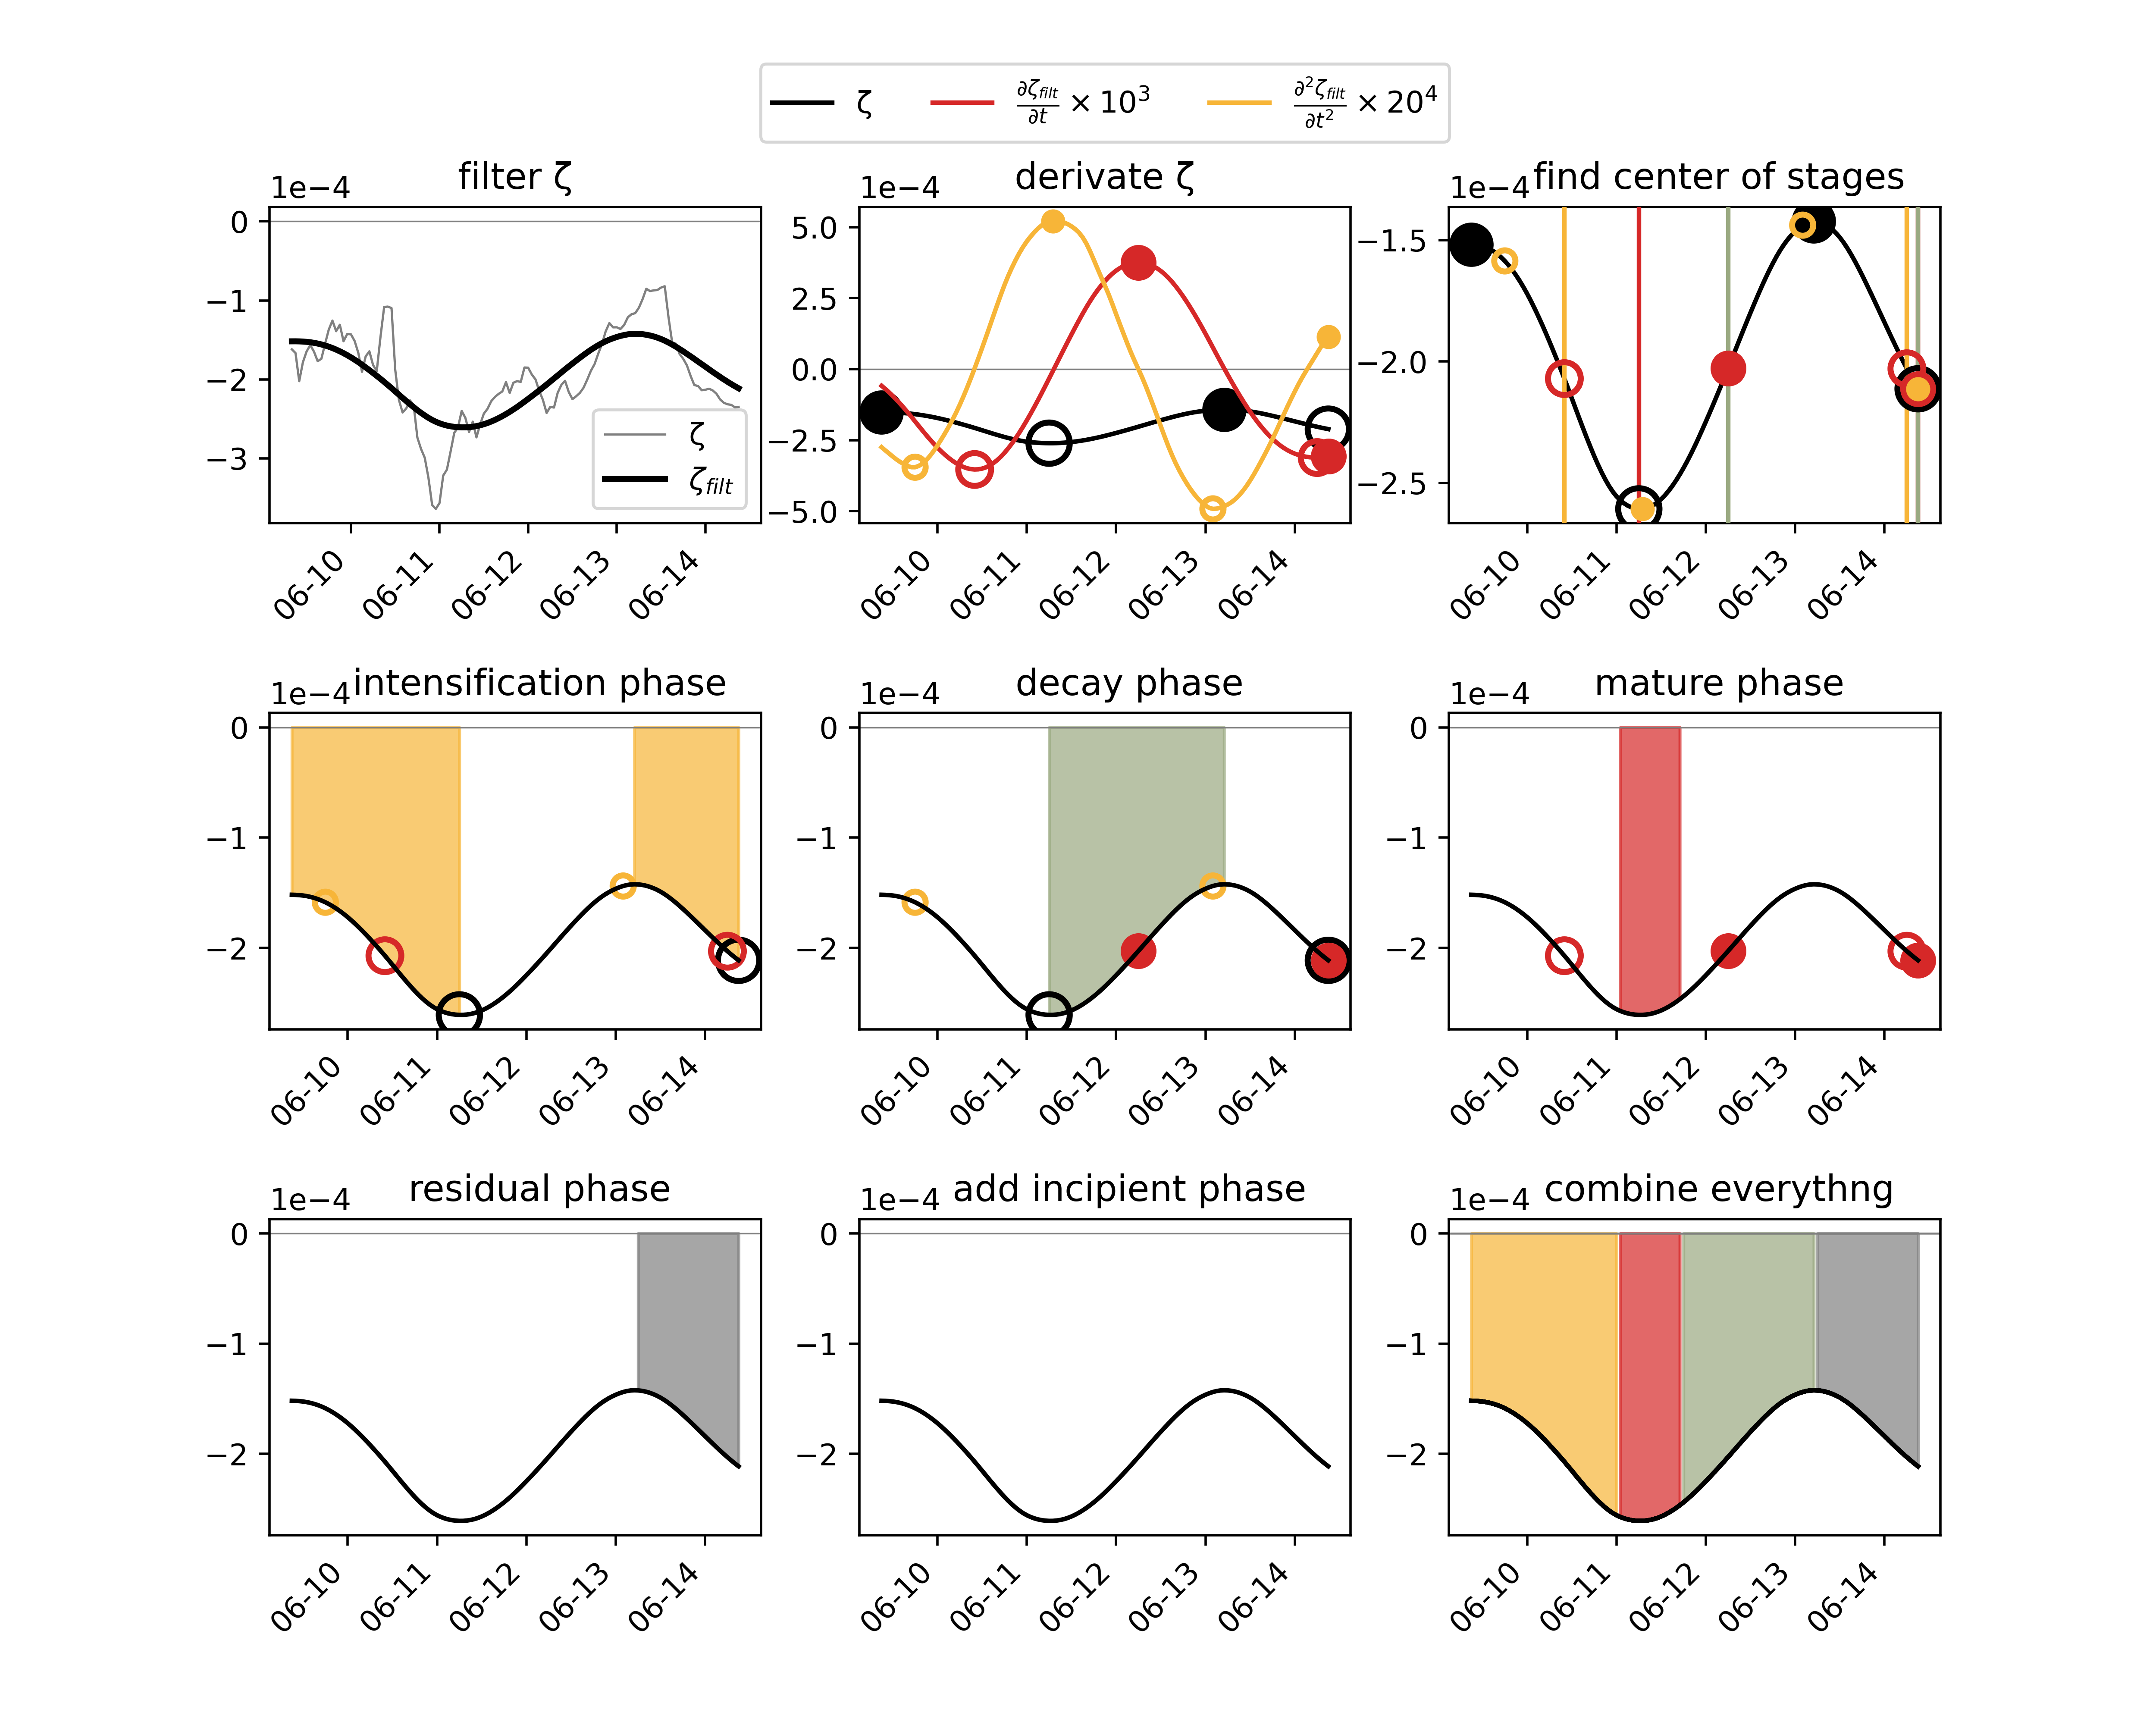 ζ
∂ζfilt/∂t × 10³
∂²ζfilt/∂t² × 20⁴
filter ζ
1e−4
0
−1
−2
−3
ζ
ζfilt
06-10 06-11 06-12 06-13 06-14
derivate ζ
1e−4
5.0
2.5
0.0
−2.5
−5.0
06-10 06-11 06-12 06-13 06-14
find center of stages
1e−4
−1.5
−2.0
−2.5
06-10 06-11 06-12 06-13 06-14
intensification phase
1e−4
0
−1
−2
06-10 06-11 06-12 06-13 06-14
decay phase
1e−4
0
−1
−2
06-10 06-11 06-12 06-13 06-14
mature phase
1e−4
0
−1
−2
06-10 06-11 06-12 06-13 06-14
residual phase
1e−4
0
−1
−2
06-10 06-11 06-12 06-13 06-14
add incipient phase
1e−4
0
−1
−2
06-10 06-11 06-12 06-13 06-14
combine everythng
1e−4
0
−1
−2
06-10 06-11 06-12 06-13 06-14